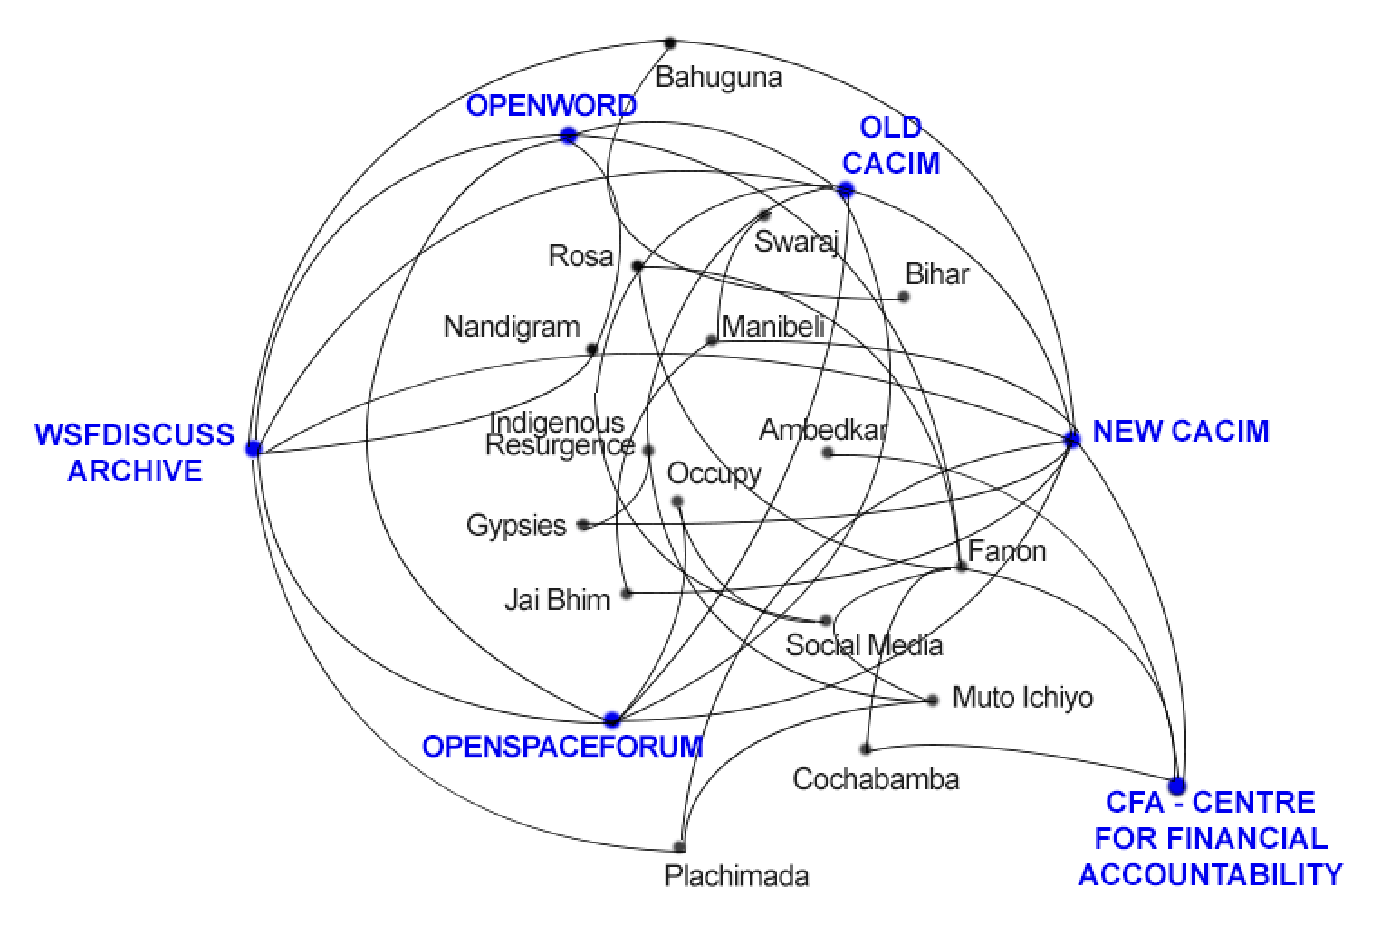 Bahuguna
OPENWORD
OLD
CACIM
Swaraj
Rosa
Bihar
Nandigram
Manibeli
Indigenous
Resurgence
Ambedkar
WSFDISCUSS
ARCHIVE
NEW CACIM
Occupy
Gypsies
Fanon
Jai Bhim
Social Media
Muto Ichiyo
OPENSPACEFORUM
Cochabamba
CFA - CENTRE
FOR FINANCIAL
ACCOUNTABILITY
Plachimada